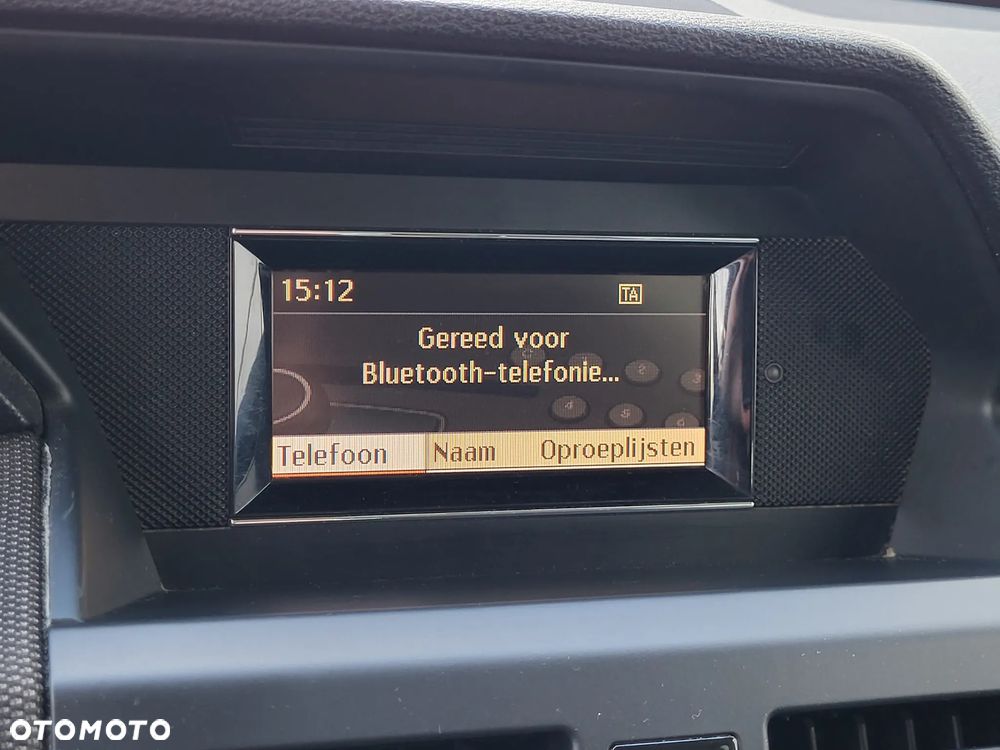 15:12 TA
Gereed voor
Bluetooth-telefonie...
Telefoon Naam Oproeplijsten
OTOMOTO